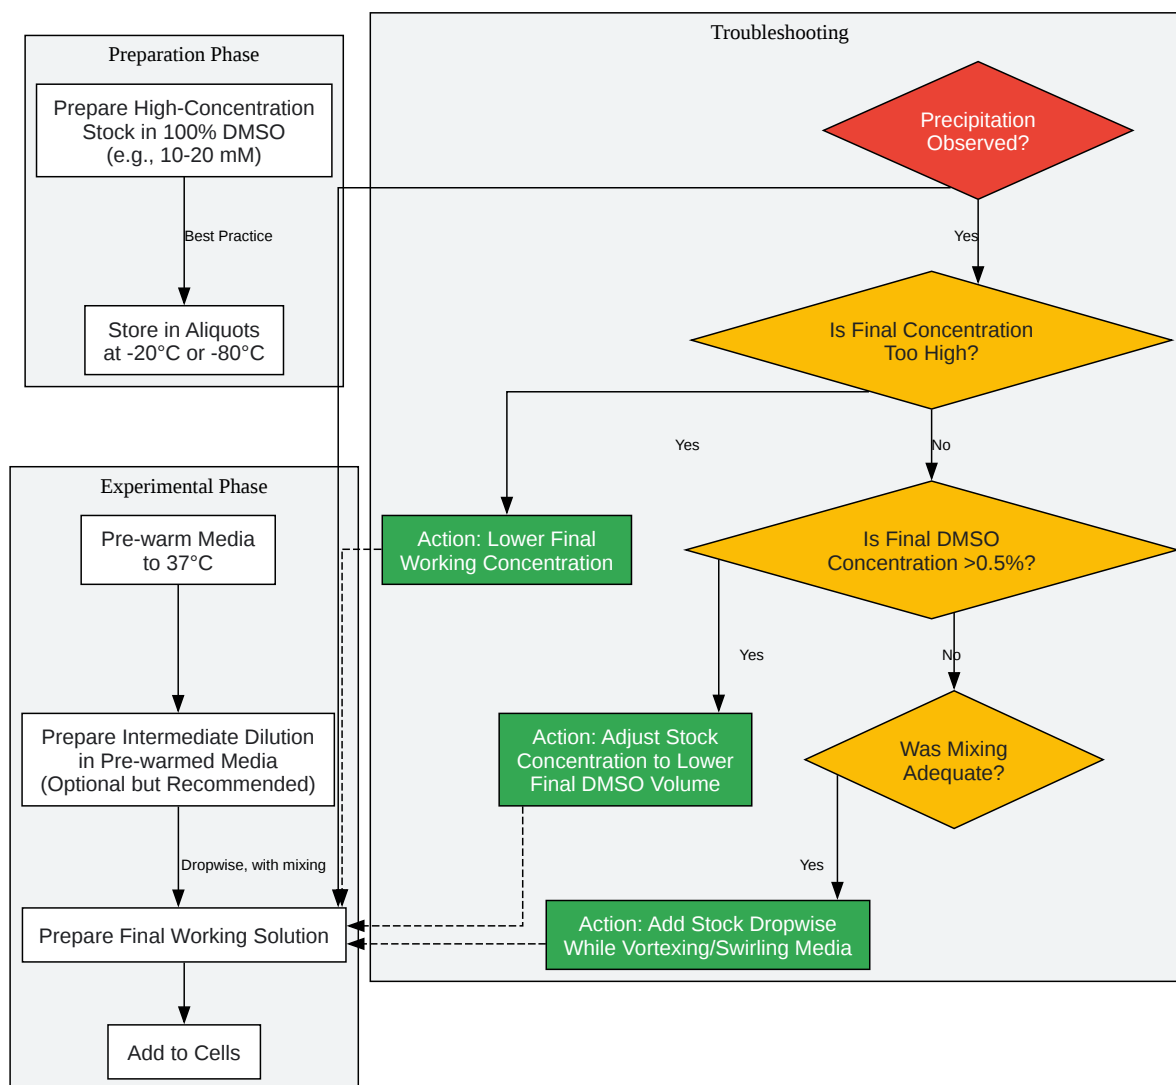 Preparation Phase
Prepare High-Concentration
Stock in 100% DMSO
(e.g., 10-20 mM)
Best Practice
Store in Aliquots
at -20°C or -80°C
Experimental Phase
Pre-warm Media
to 37°C
Prepare Intermediate Dilution
in Pre-warmed Media
(Optional but Recommended)
Dropwise, with mixing
Prepare Final Working Solution
Add to Cells
Troubleshooting
Precipitation
Observed?
Yes
Is Final Concentration
Too High?
Yes
No
Action: Lower Final
Working Concentration
Is Final DMSO
Concentration >0.5%?
Yes
No
Action: Adjust Stock
Concentration to Lower
Final DMSO Volume
Was Mixing
Adequate?
Yes
Action: Add Stock Dropwise
While Vortexing/Swirling Media